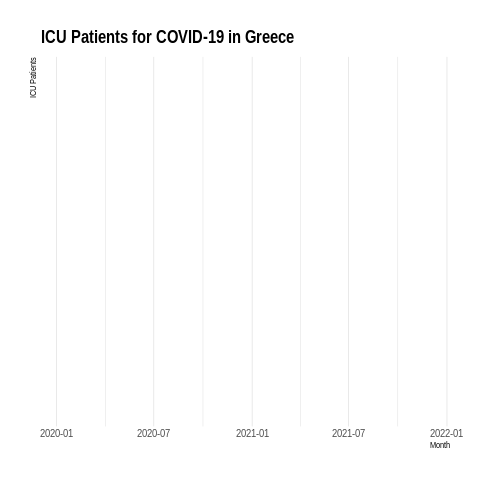 ICU Patients for COVID-19 in Greece
ICU Patients
2020-01 2020-07 2021-01 2021-07 2022-01
Month